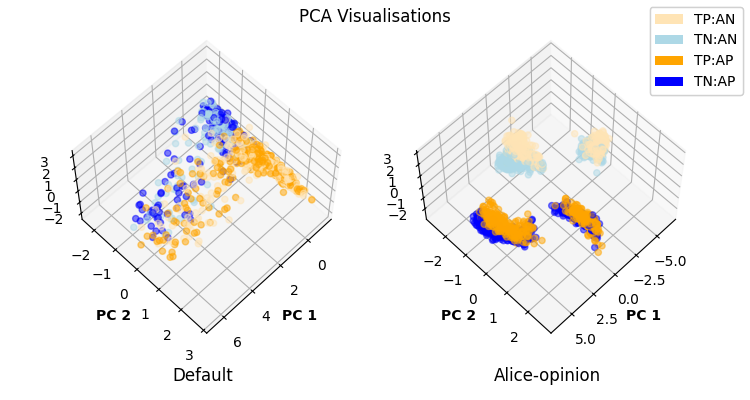 PCA Visualisations
TP:AN
TN:AN
TP:AP
TN:AP
3
2
1
0
−1
−2
−2
−1
0
1
2
3
PC 2
0
2
4
6
PC 1
Default
3
2
1
0
−1
−2
−2
−1
0
1
2
PC 2
−5.0
−2.5
0.0
2.5
5.0
PC 1
Alice-opinion